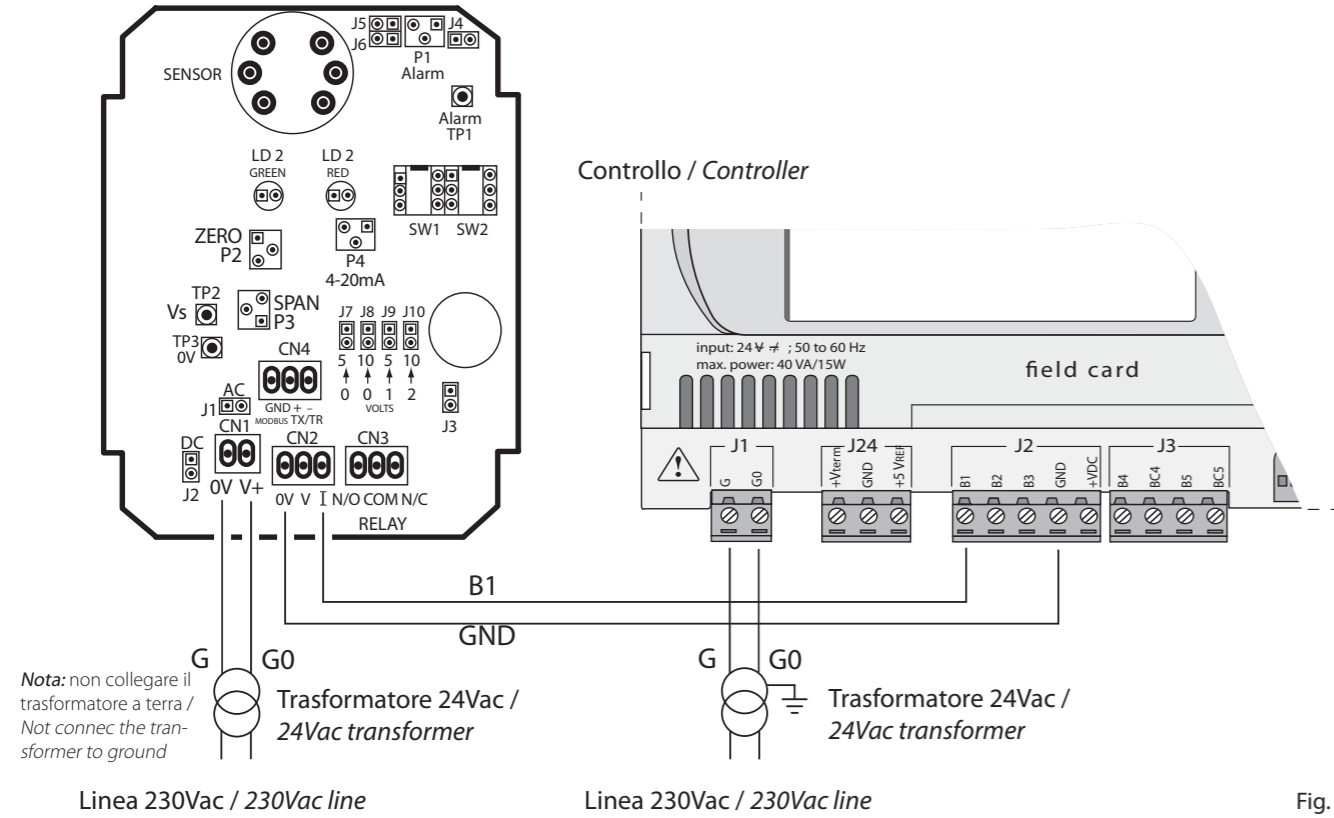 J5
J6
J4
P1
Alarm
SENSOR
Alarm
TP1
LD 2
GREEN
LD 2
RED
SW1 SW2
ZERO
P2
P4
4-20mA
TP2
Vs
SPAN
P3
TP3
0V
J7 J8 J9 J10
5 10 5 10
0 0 1 2
VOLTS
CN4
GND + –
MODBUS TX/TR
AC
J1
CN1
J3
DC
J2
CN2
CN3
0V V+
0V V I N/O COM N/C
RELAY
Controllo / Controller
input: 24 ; 50 to 60 Hz
max. power: 40 VA/15W
field card
J1
J24
J2
J3
G
G0
+Vterm
GND
+5 VREF
B1
B2
B3
GND
+VDC
B4
BC4
B5
BC5
B1
GND
G
G0
G
G0
Nota: non collegare il
trasformatore a terra /
Not connec the tran-
sformer to ground
Trasformatore 24Vac /
24Vac transformer
Trasformatore 24Vac /
24Vac transformer
Linea 230Vac / 230Vac line
Linea 230Vac / 230Vac line
Fig.